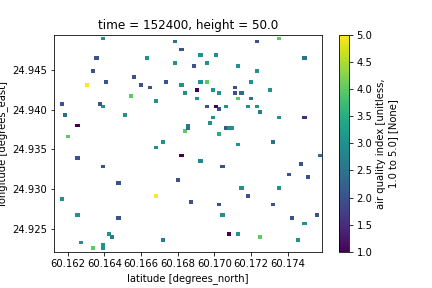 time = 152400, height = 50.0
24.945
24.940
24.935
24.930
24.925
longitude [degrees_east]
60.162 60.164 60.166 60.168 60.170 60.172 60.174
latitude [degrees_north]
5.0
4.5
4.0
3.5
3.0
2.5
2.0
1.5
1.0
air quality index [unitless,
1.0 to 5.0] [None]